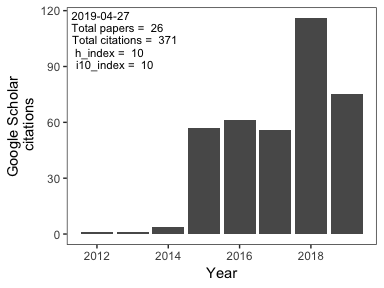 2019-04-27
Total papers = 26
Total citations = 371
h_index = 10
i10_index = 10
Google Scholar
citations
120
90
60
30
0
2012
2014
2016
2018
Year